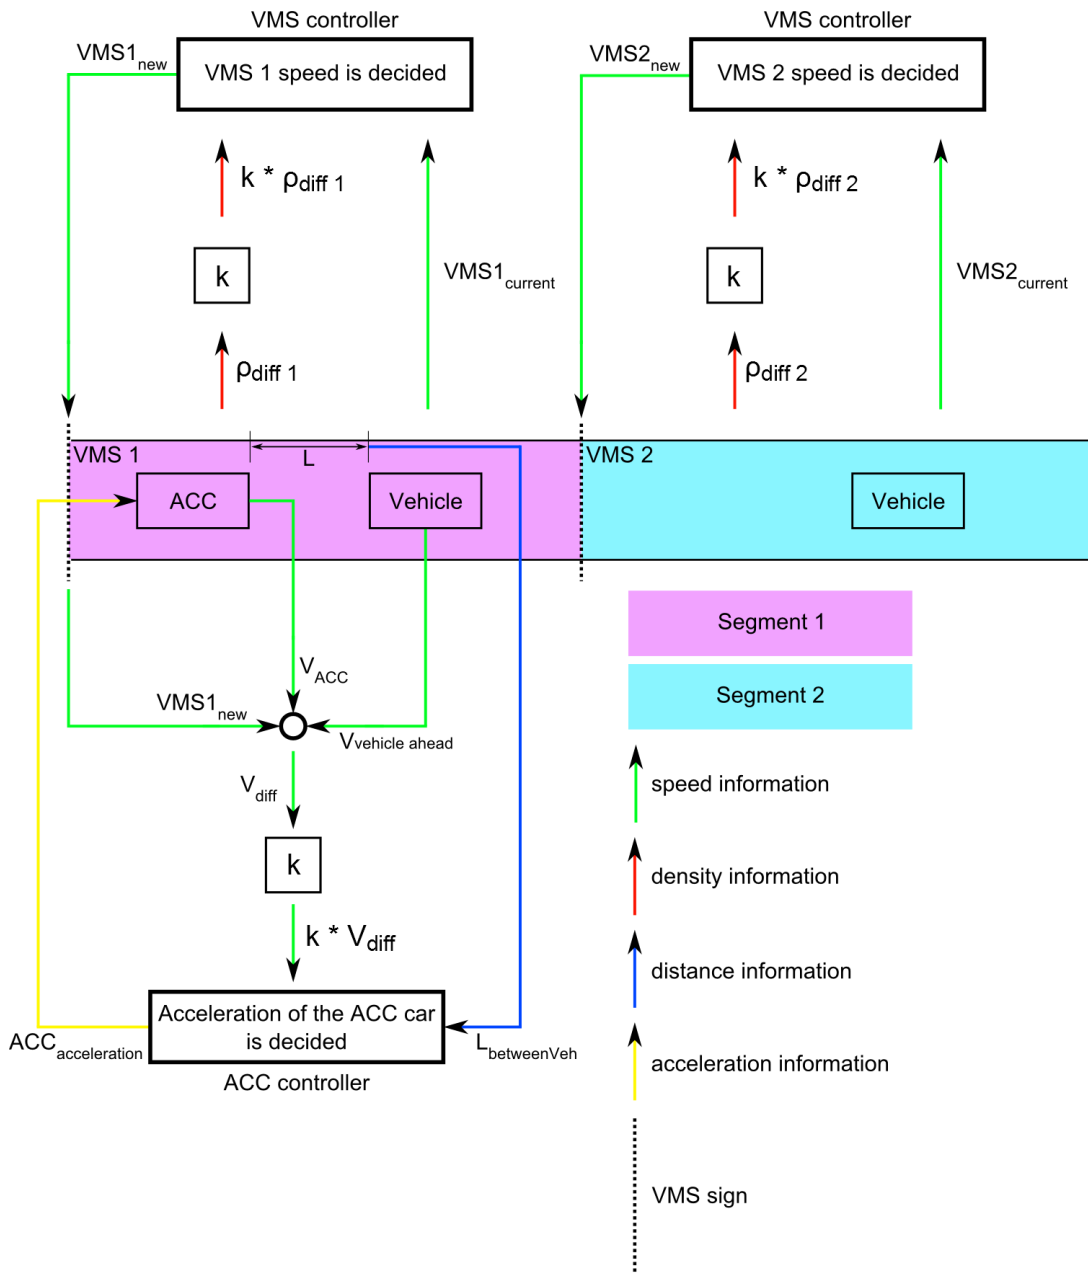 VMS controller
VMS controller
VMS1new
VMS 1 speed is decided
VMS2new
VMS 2 speed is decided
k * ρdiff 1
k * ρdiff 2
k
VMS1current
k
VMS2current
ρdiff 1
ρdiff 2
VMS 1
L
VMS 2
ACC
Vehicle
Vehicle
Segment 1
VACC
VMS1new
Segment 2
Vvehicle ahead
Vdiff
speed information
k
density information
k * Vdiff
distance information
Acceleration of the ACC car
is decided
ACCacceleration
LbetweenVeh
acceleration information
ACC controller
VMS sign